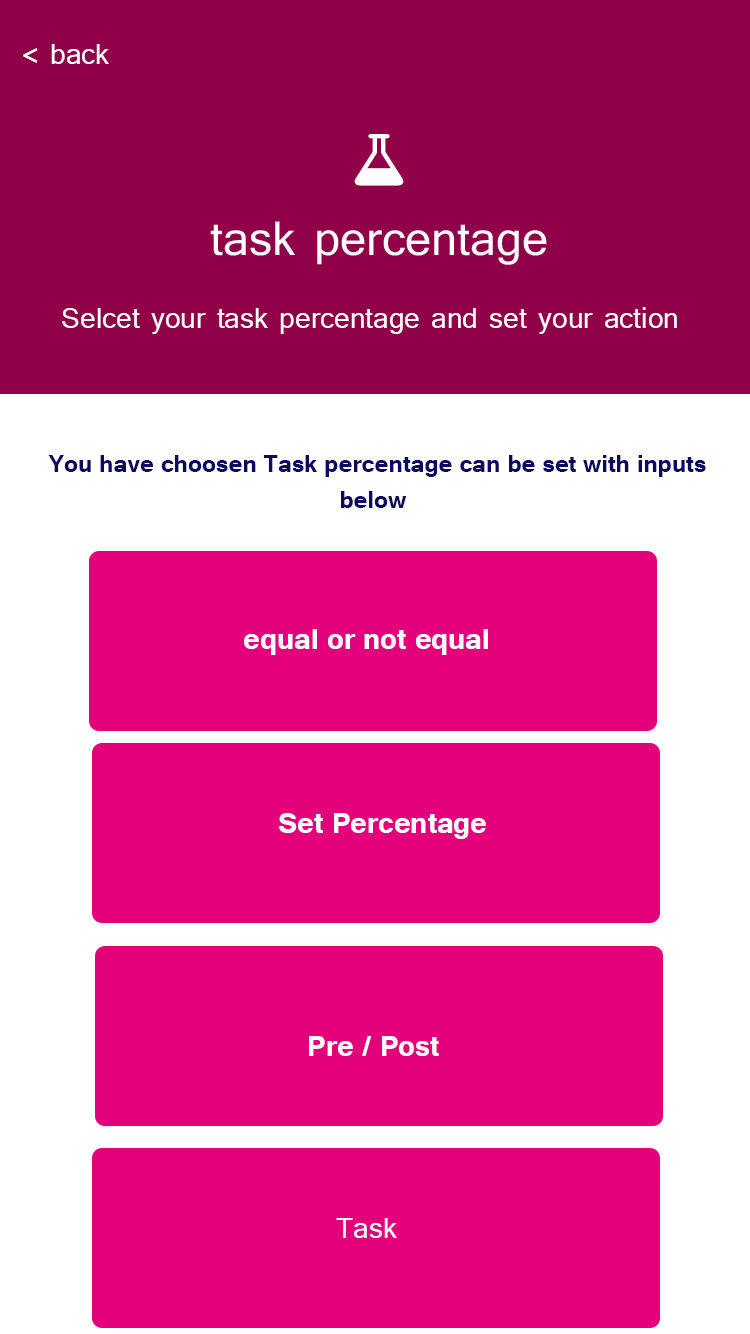 < back
task percentage
Selcet your task percentage and set your action
You have choosen Task percentage can be set with inputs
below
equal or not equal
Set Percentage
Pre / Post
Task